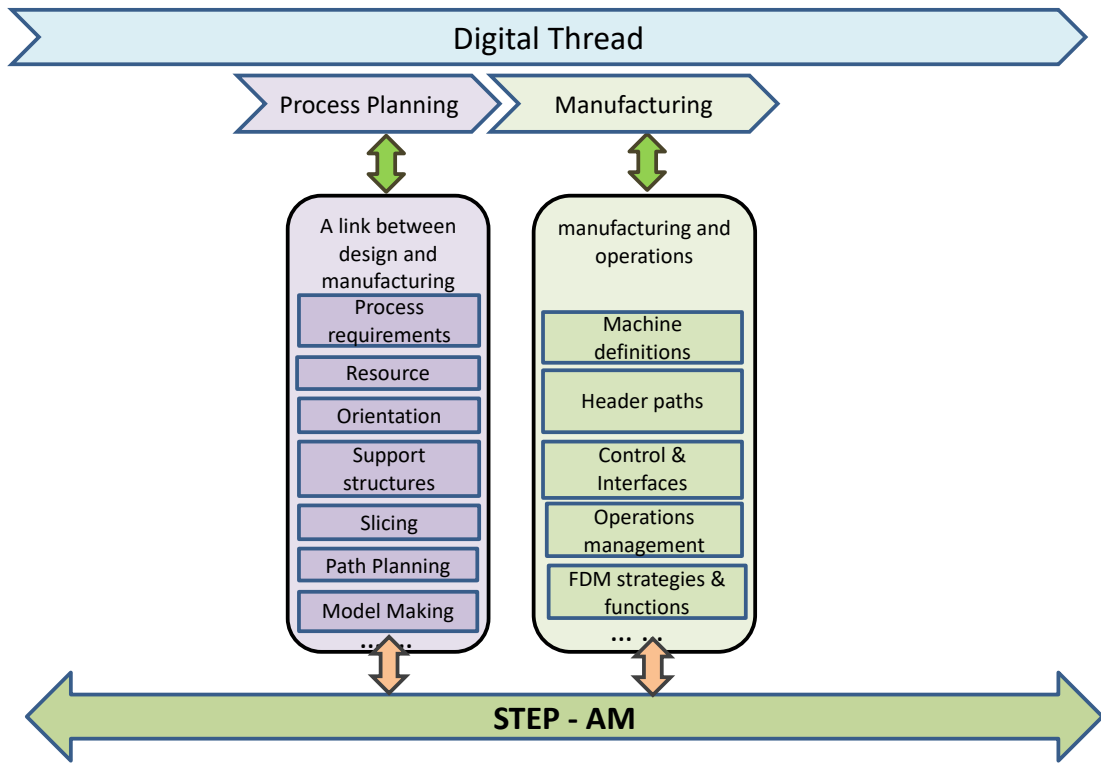 Digital Thread
Process Planning
Manufacturing
A link between
design and
manufacturing
Process
requirements
Resource
Orientation
Support
structures
Slicing
Path Planning
Model Making
... ...
manufacturing and
operations
Machine
definitions
Header paths
Control &
Interfaces
Operations
management
FDM strategies &
functions
... ...
STEP - AM